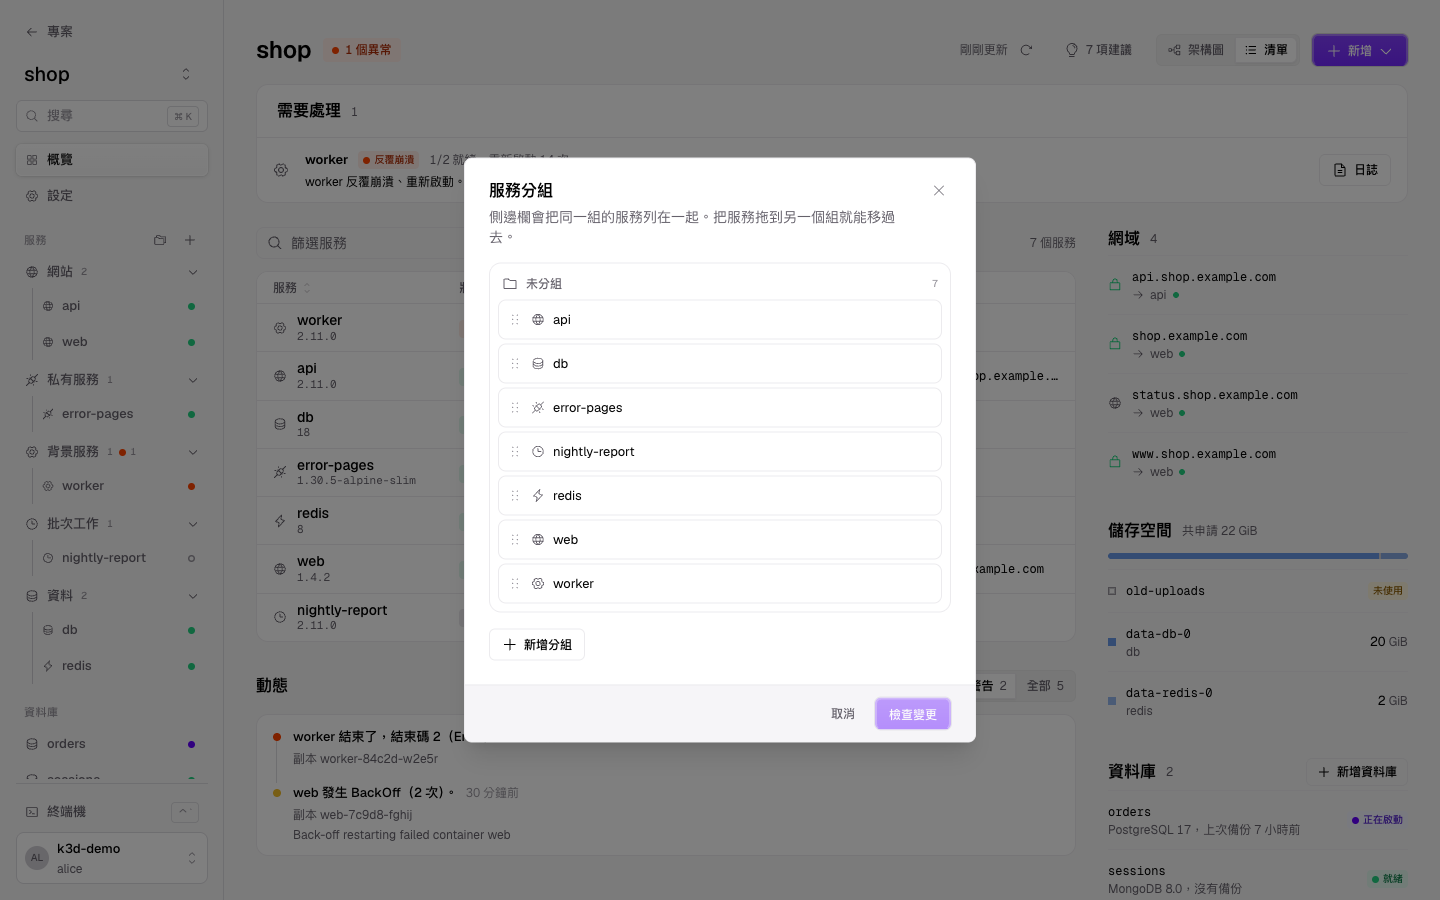 專案
shop
搜尋
⌘ K
概覽
設定
服務
網站 2
api
web
私有服務 1
error-pages
背景服務 1 1
worker
批次工作 1
nightly-report
資料 2
db
redis
資料庫
orders
終端機
AL
k3d-demo
alice
shop
1 個異常
剛剛更新
7 項建議
架構圖
清單
新增
需要處理 1
worker 反覆崩潰
worker 反覆崩潰、重新啟動。
日誌
篩選服務
7 個服務
服務
worker
2.11.0
api
2.11.0
db
18
error-pages
1.30.5-alpine-slim
redis
8
web
1.4.2
nightly-report
2.11.0
服務分組
側邊欄會把同一組的服務列在一起。把服務拖到另一個組就能移過
去。
未分組 7
api
db
error-pages
nightly-report
redis
web
worker
新增分組
取消
檢查變更
動態
警告 2
全部 5
worker 結束了，結束碼 2
副本 worker-84c2d-w2e5r
web 發生 BackOff（2 次）。 30 分鐘前
副本 web-7c9d8-fghij
Back-off restarting failed container web
網域 4
api.shop.example.com
→ api
shop.example.com
→ web
status.shop.example.com
→ web
www.shop.example.com
→ web
儲存空間 共申請 22 GiB
old-uploads 未使用
data-db-0
db
20 GiB
data-redis-0
redis
2 GiB
資料庫 2
新增資料庫
orders
PostgreSQL 17，上次備份 7 小時前
正在啟動
sessions
MongoDB 8.0，沒有備份
就緒